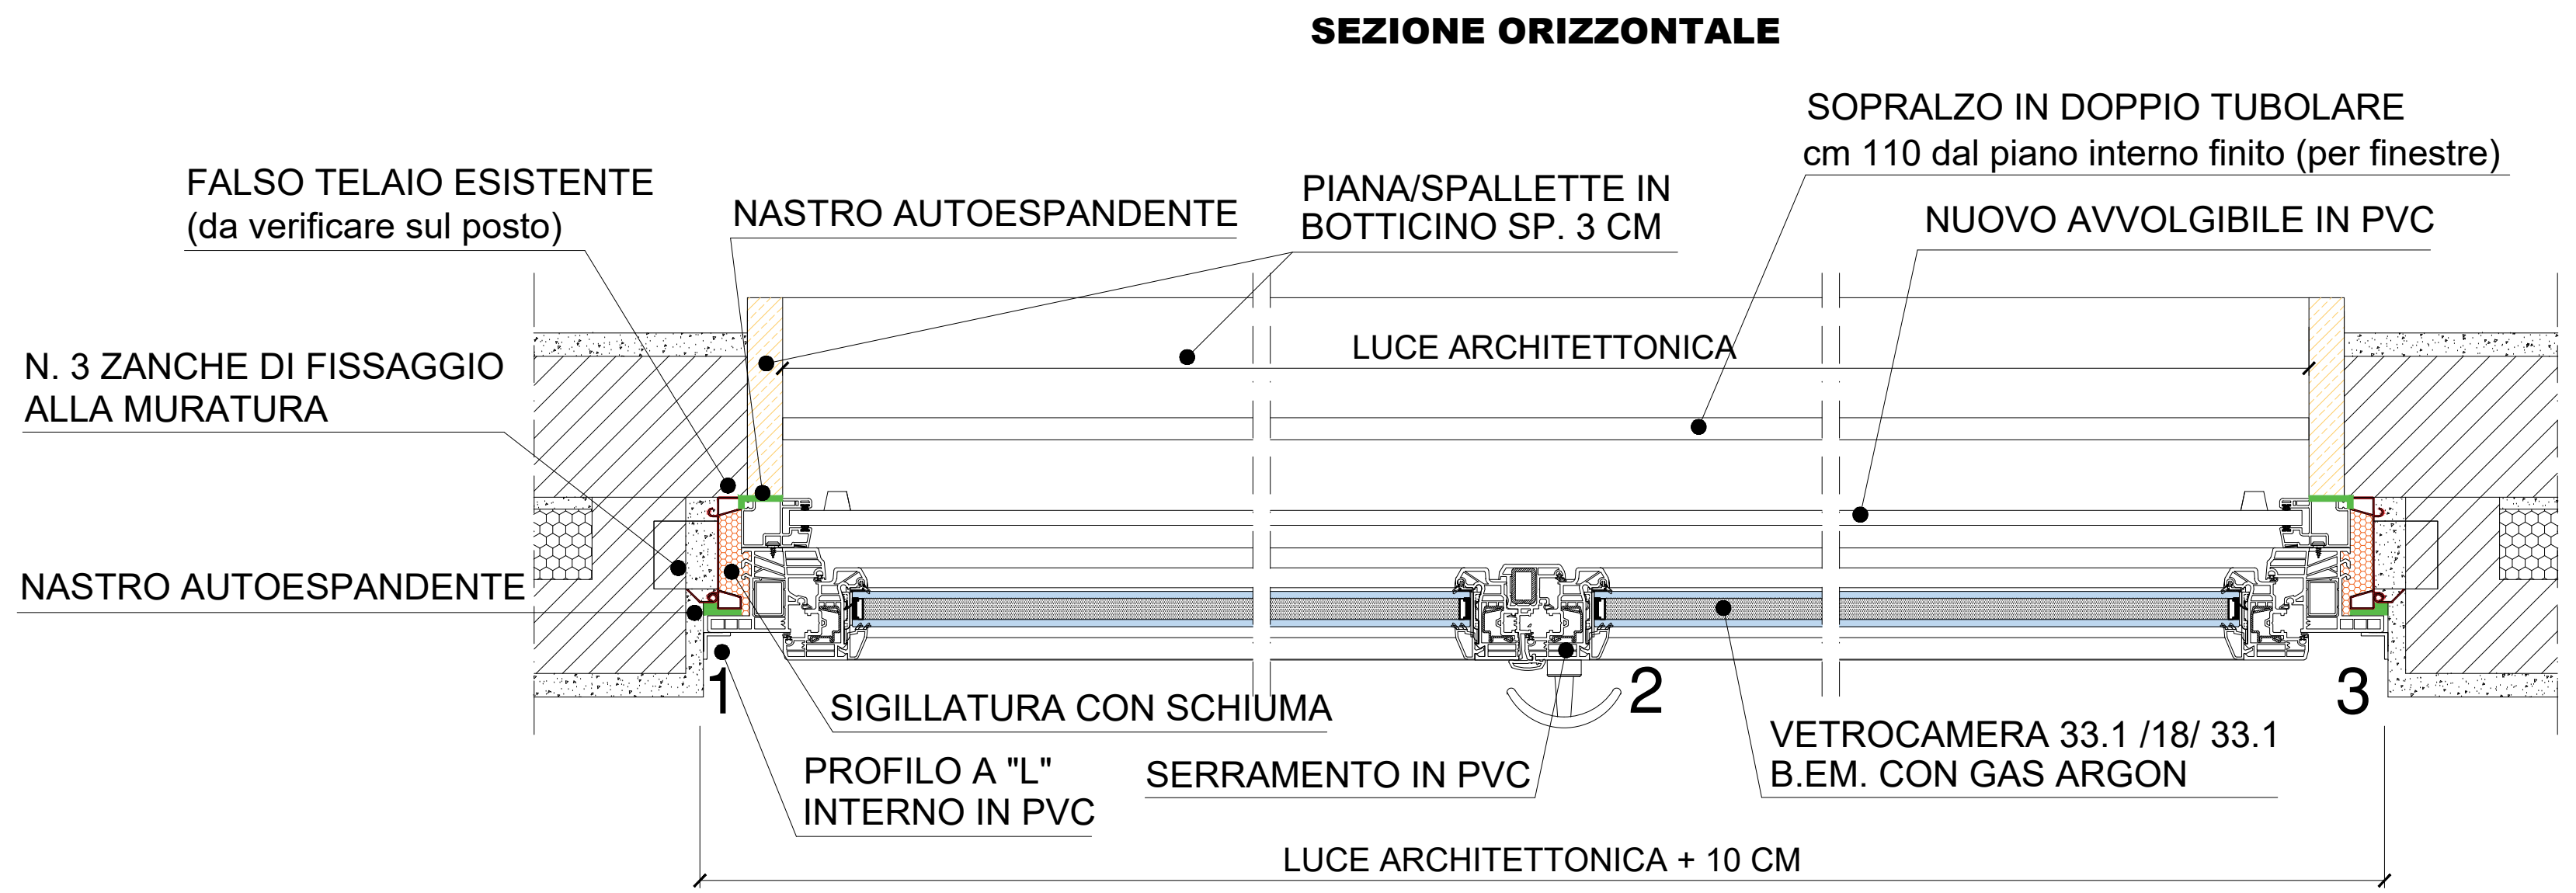 SEZIONE ORIZZONTALE
SOPRALZO IN DOPPIO TUBOLARE
cm 110 dal piano interno finito (per finestre)
FALSO TELAIO ESISTENTE
(da verificare sul posto)
NASTRO AUTOESPANDENTE
PIANA/SPALLETTE IN
BOTTICINO SP. 3 CM
NUOVO AVVOLGIBILE IN PVC
LUCE ARCHITETTONICA
N. 3 ZANCHE DI FISSAGGIO
ALLA MURATURA
NASTRO AUTOESPANDENTE
1
2
3
SIGILLATURA CON SCHIUMA
PROFILO A "L"
INTERNO IN PVC
SERRAMENTO IN PVC
VETROCAMERA 33.1 /18/ 33.1
B.EM. CON GAS ARGON
LUCE ARCHITETTONICA + 10 CM